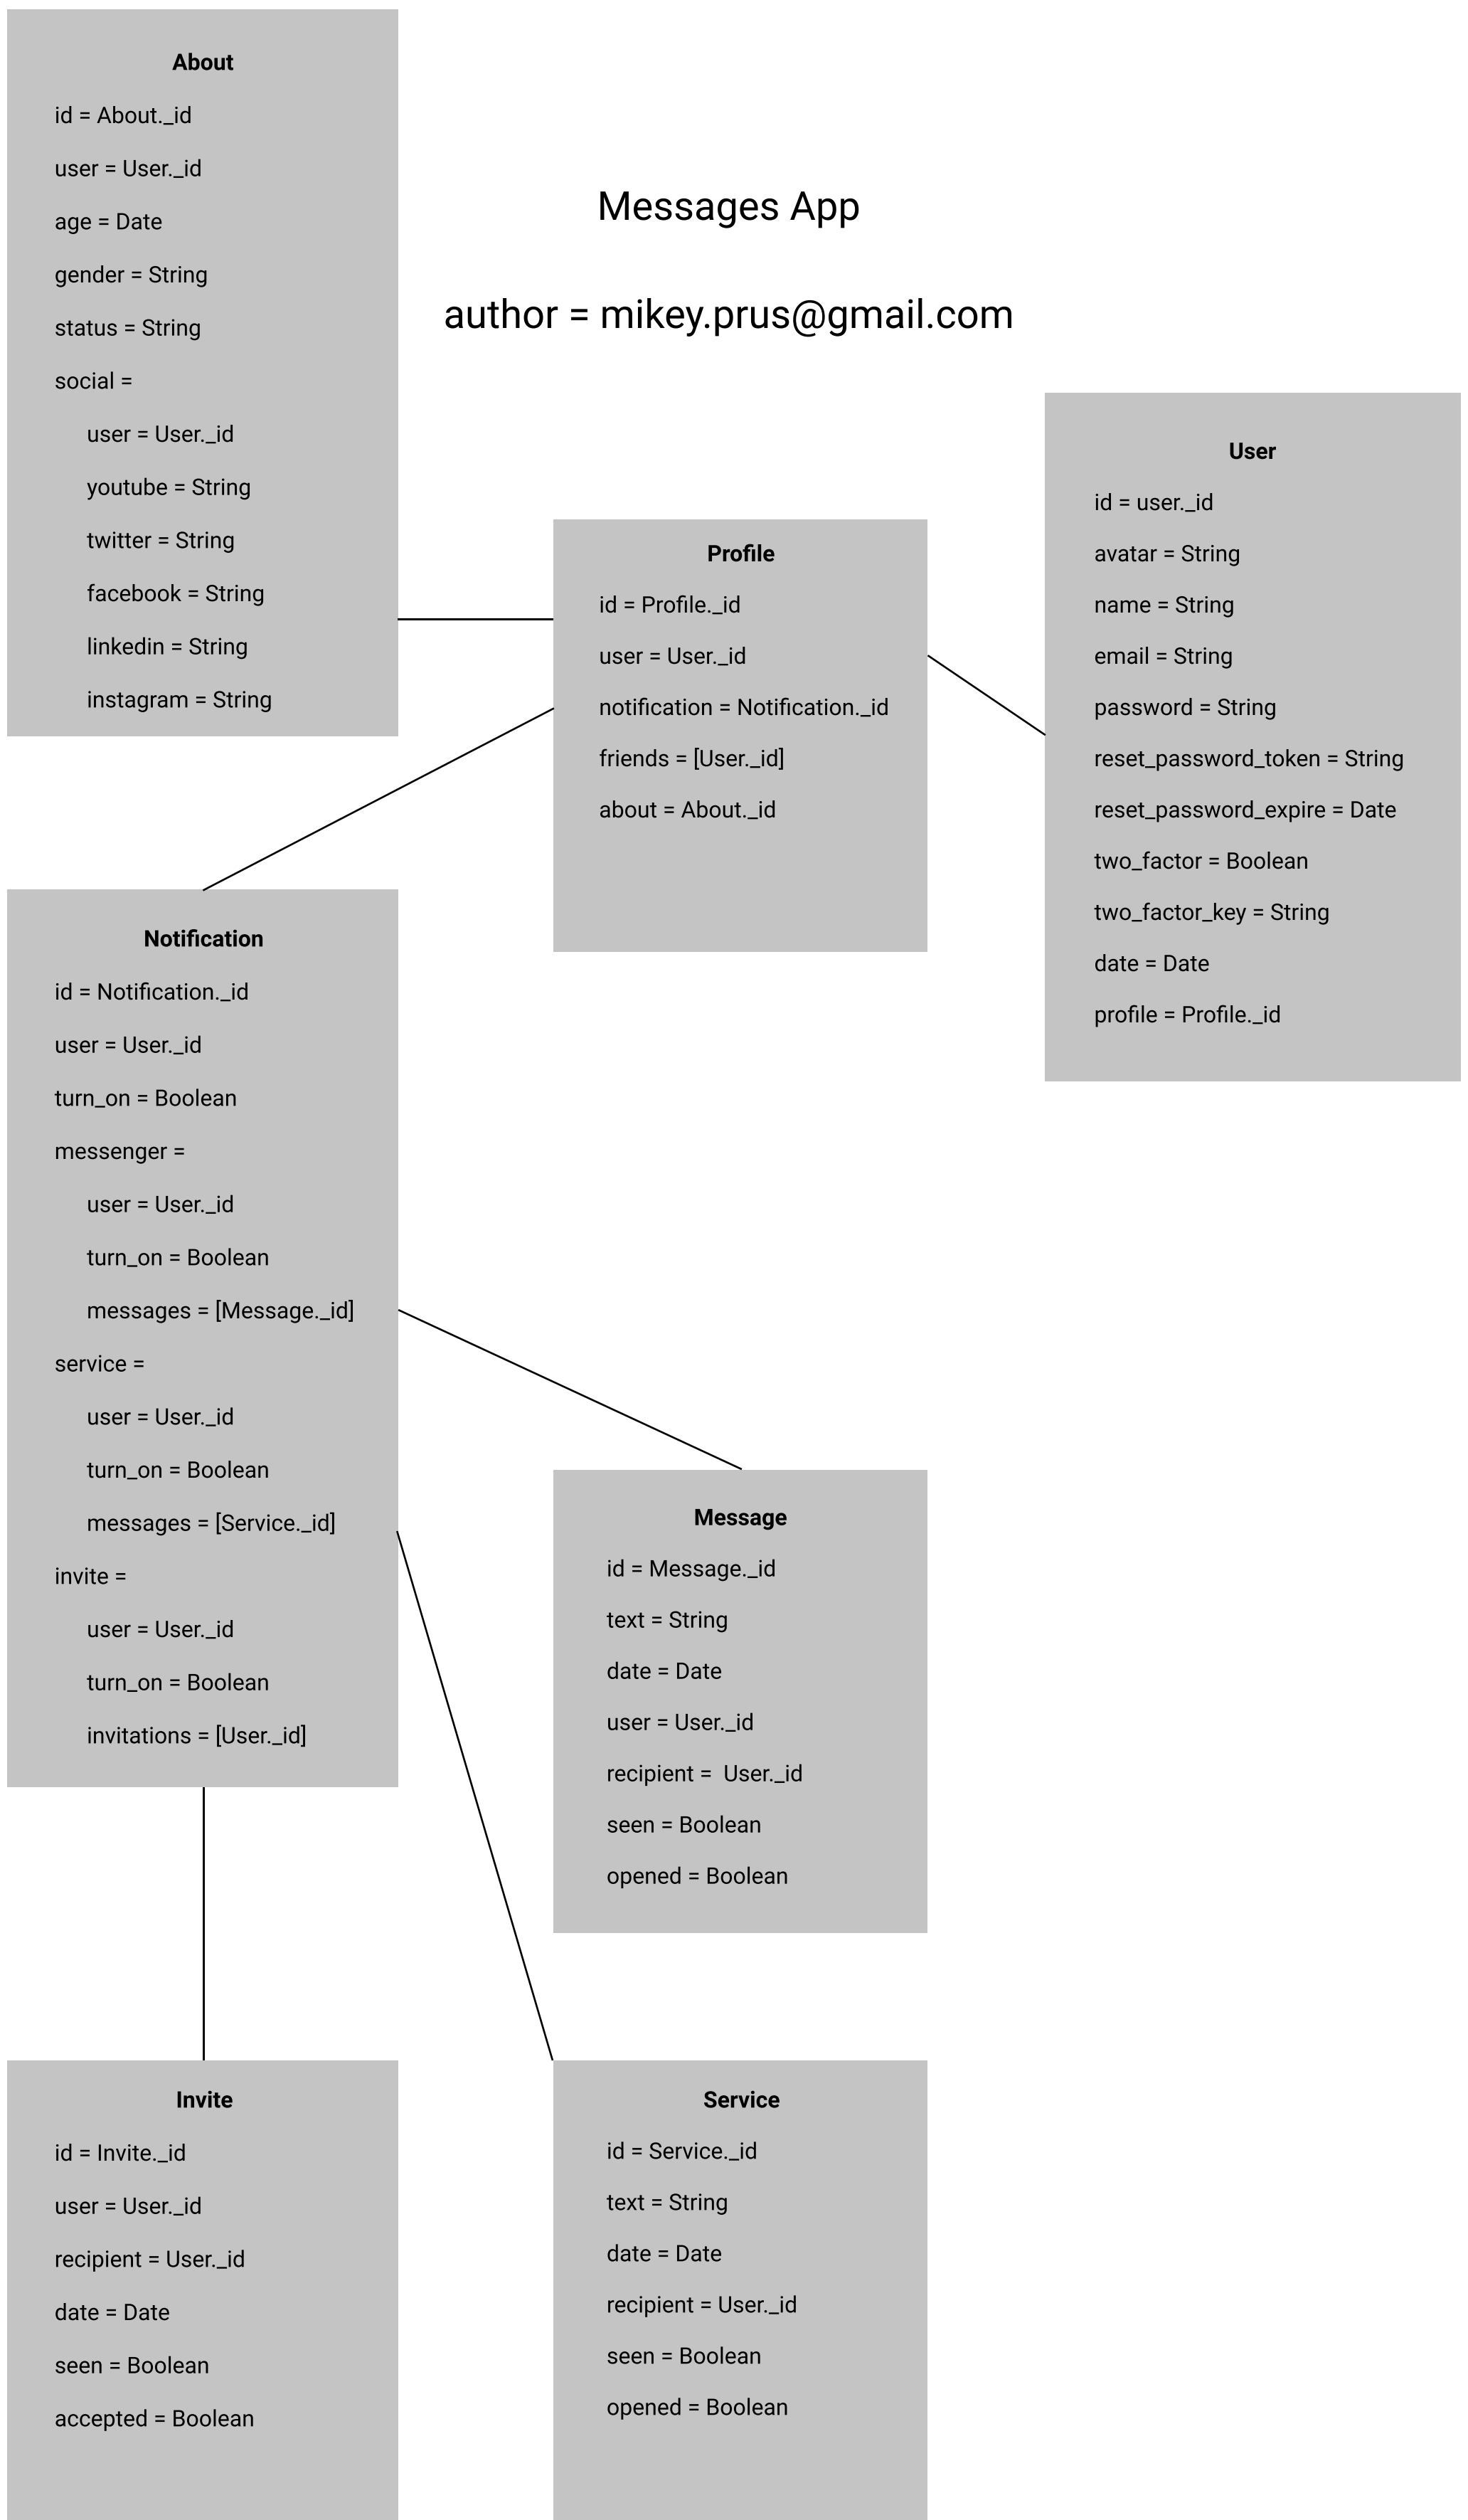 About
id = About._id
user = User._id
age = Date
gender = String
status = String
social =
user = User._id
youtube = String
twitter = String
facebook = String
linkedin = String
instagram = String
Messages App
author = mikey.prus@gmail.com
Profile
id = Profile._id
user = User._id
notification = Notification._id
friends = [User._id]
about = About._id
User
id = user._id
avatar = String
name = String
email = String
password = String
reset_password_token = String
reset_password_expire = Date
two_factor = Boolean
two_factor_key = String
date = Date
profile = Profile._id
Notification
id = Notification._id
user = User._id
turn_on = Boolean
messenger =
user = User._id
turn_on = Boolean
messages = [Message._id]
service =
user = User._id
turn_on = Boolean
messages = [Service._id]
invite =
user = User._id
turn_on = Boolean
invitations = [User._id]
Message
id = Message._id
text = String
date = Date
user = User._id
recipient =  User._id
seen = Boolean
opened = Boolean
Invite
id = Invite._id
user = User._id
recipient = User._id
date = Date
seen = Boolean
accepted = Boolean
Service
id = Service._id
text = String
date = Date
recipient = User._id
seen = Boolean
opened = Boolean